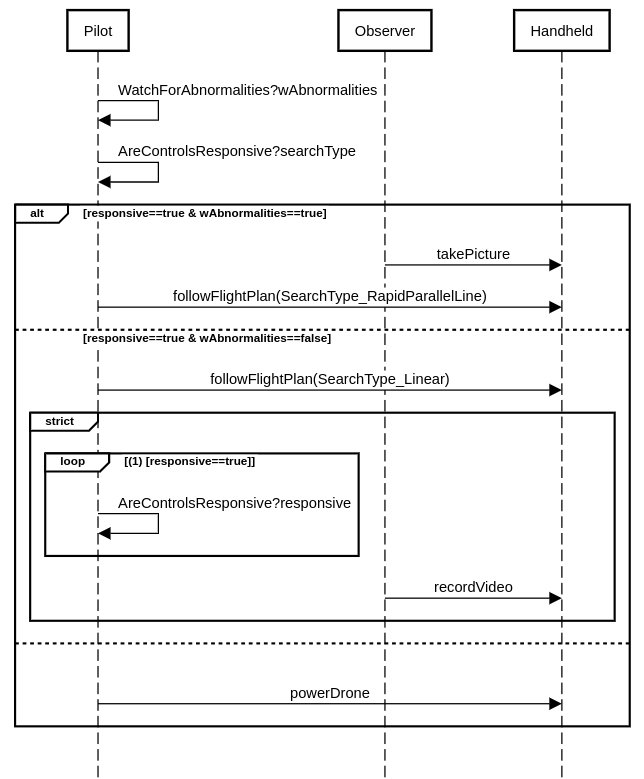 Pilot
Observer
Handheld
WatchForAbnormalities?wAbnormalities
AreControlsResponsive?searchType
alt
[responsive==true & wAbnormalities==true]
takePicture
followFlightPlan(SearchType_RapidParallelLine)
[responsive==true & wAbnormalities==false]
followFlightPlan(SearchType_Linear)
strict
loop
[(1) [responsive==true]]
AreControlsResponsive?responsive
recordVideo
powerDrone